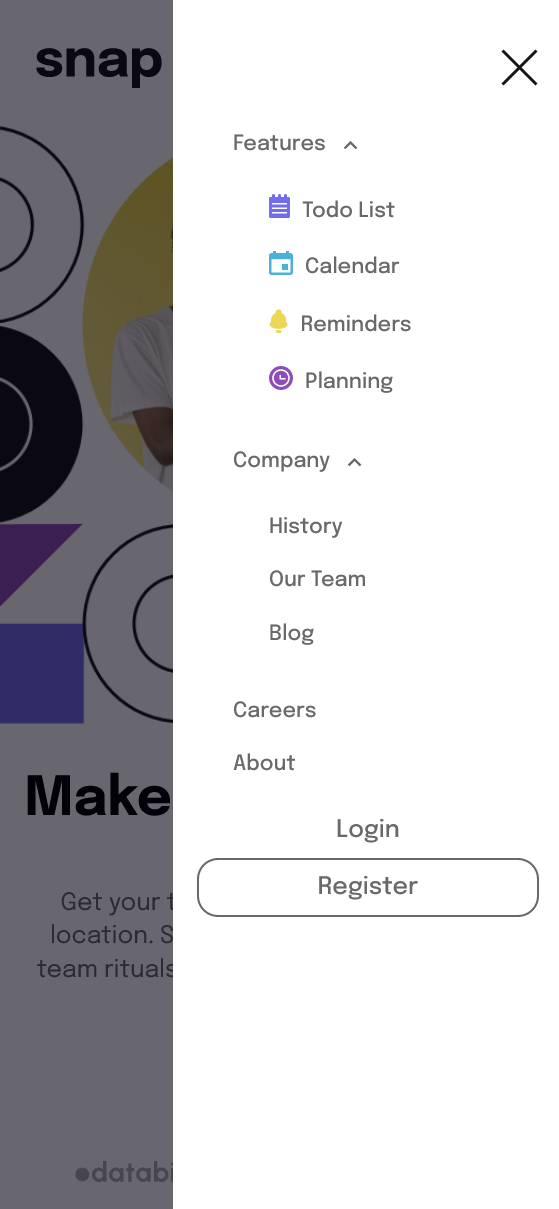 snap
Features
Todo List
Calendar
Reminders
Planning
Company
History
Our Team
Blog
Careers
About
Login
Register
Make
Get your
location.
team rituals